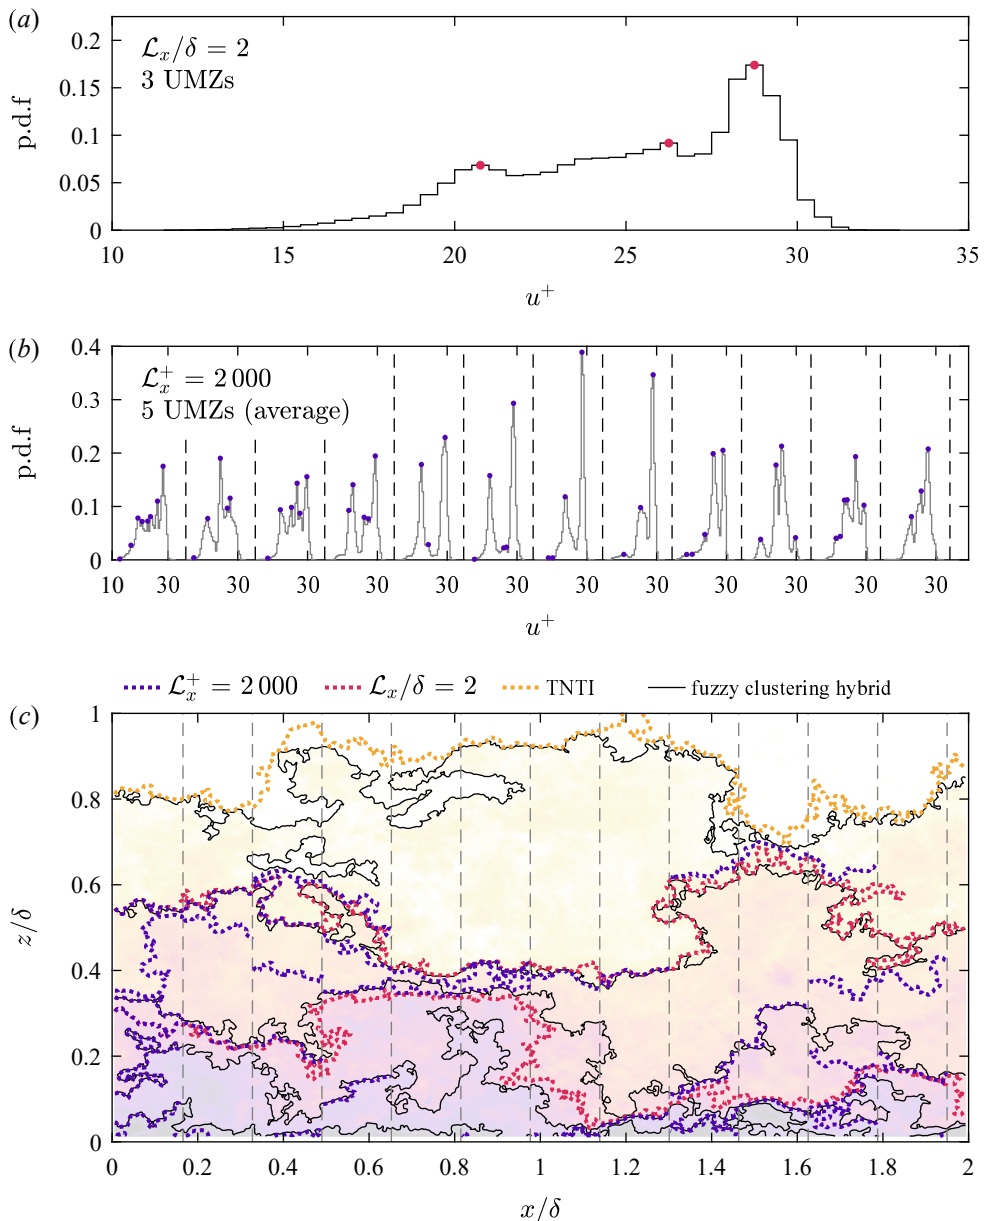 (a)
ℒx/δ = 2
3 UMZs
p.d.f
0.2
0.15
0.1
0.05
0
10 15 20 25 30 35
u+
(b)
ℒx+ = 2 000
5 UMZs (average)
p.d.f
0.4
0.3
0.2
0.1
0
10 30 30 30 30 30 30 30 30 30 30 30 30
u+
ℒx+ = 2 000 ℒx/δ = 2 TNTI fuzzy clustering hybrid
(c)
z/δ
1
0.8
0.6
0.4
0.2
0
0 0.2 0.4 0.6 0.8 1 1.2 1.4 1.6 1.8 2
x/δ